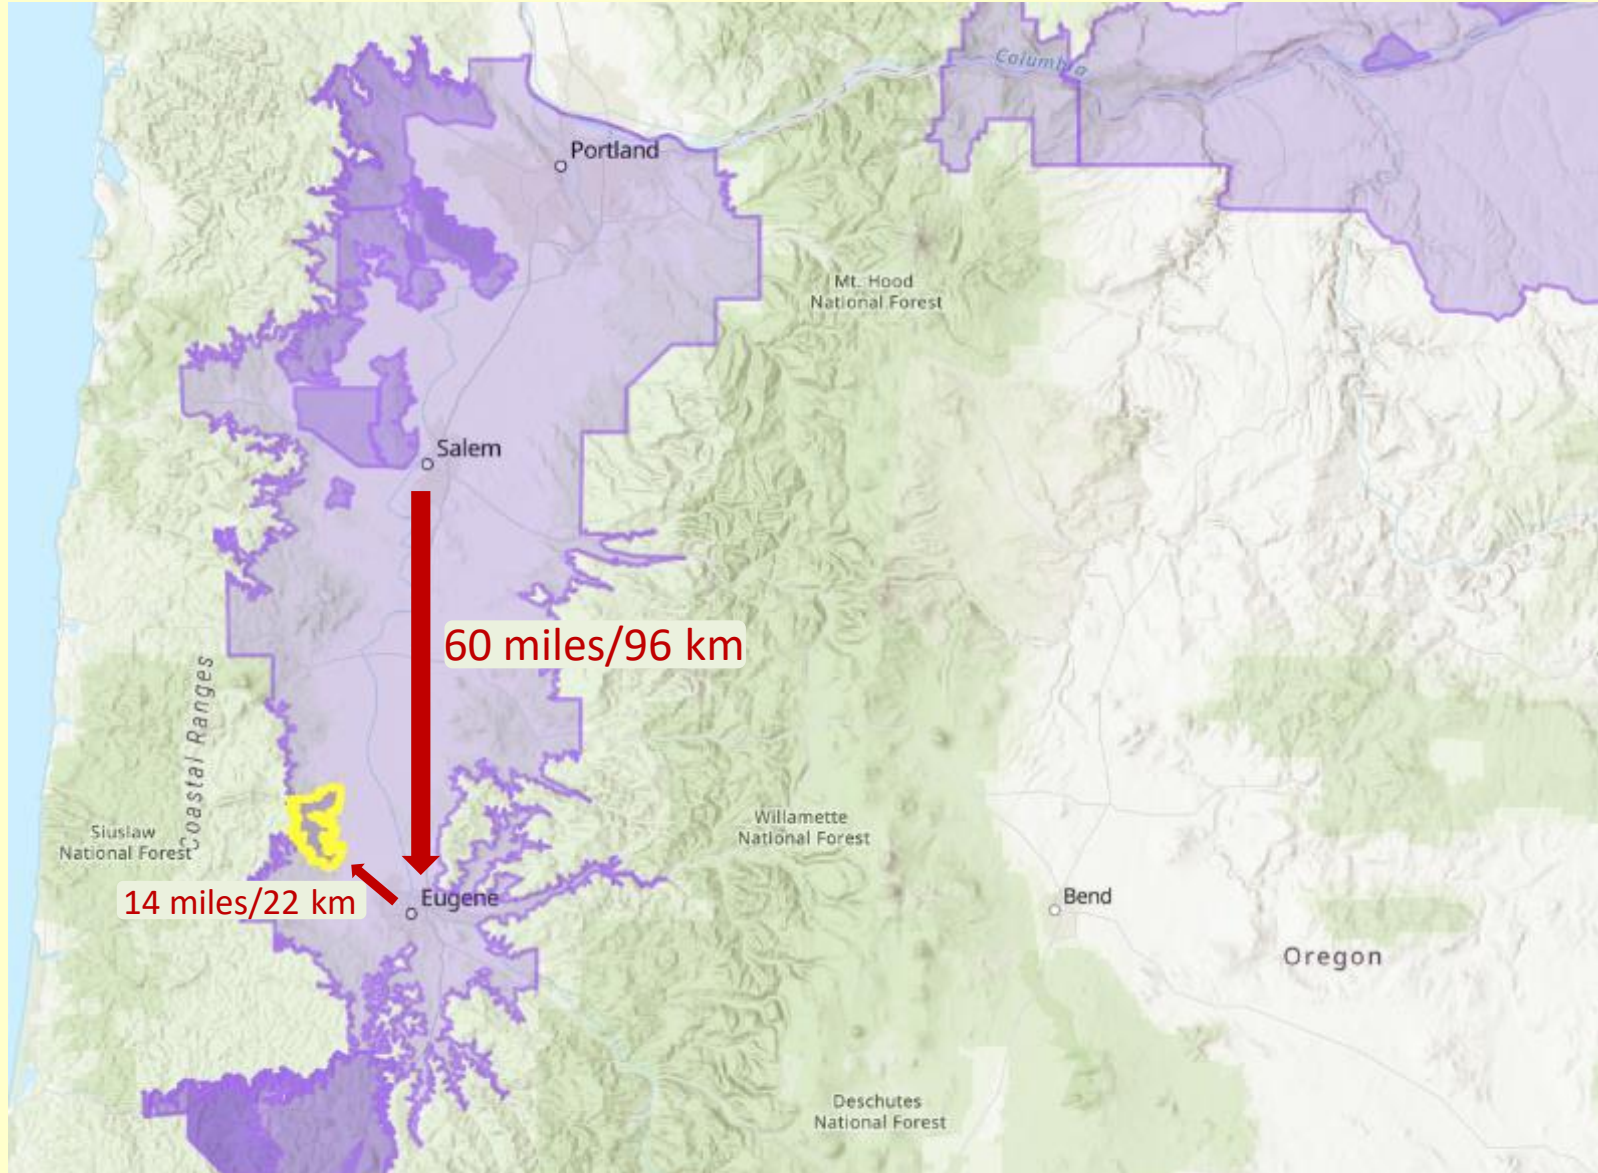 Columbia
Portland
Mt. Hood
National Forest
Salem
60 miles/96 km
Coastal Ranges
Siuslaw
National Forest
Willamette
National Forest
14 miles/22 km
Eugene
Bend
Oregon
Deschutes
National Forest